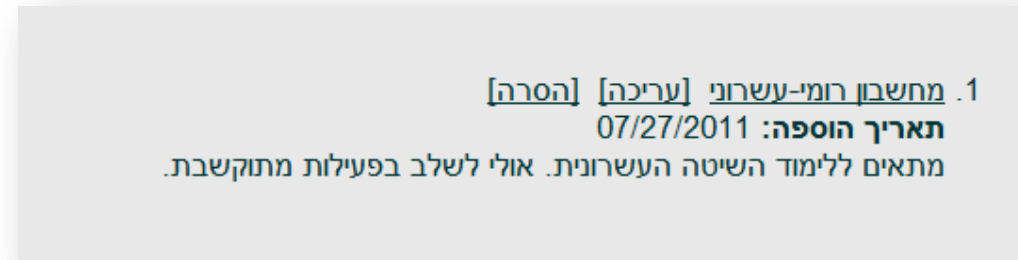 1. מחשבון רומי-עשרוני [עריכה] [הסרה]
תאריך הוספה: 07/27/2011
מתאים ללימוד השיטה העשרונית. אולי לשלב בפעילות מתוקשבת.